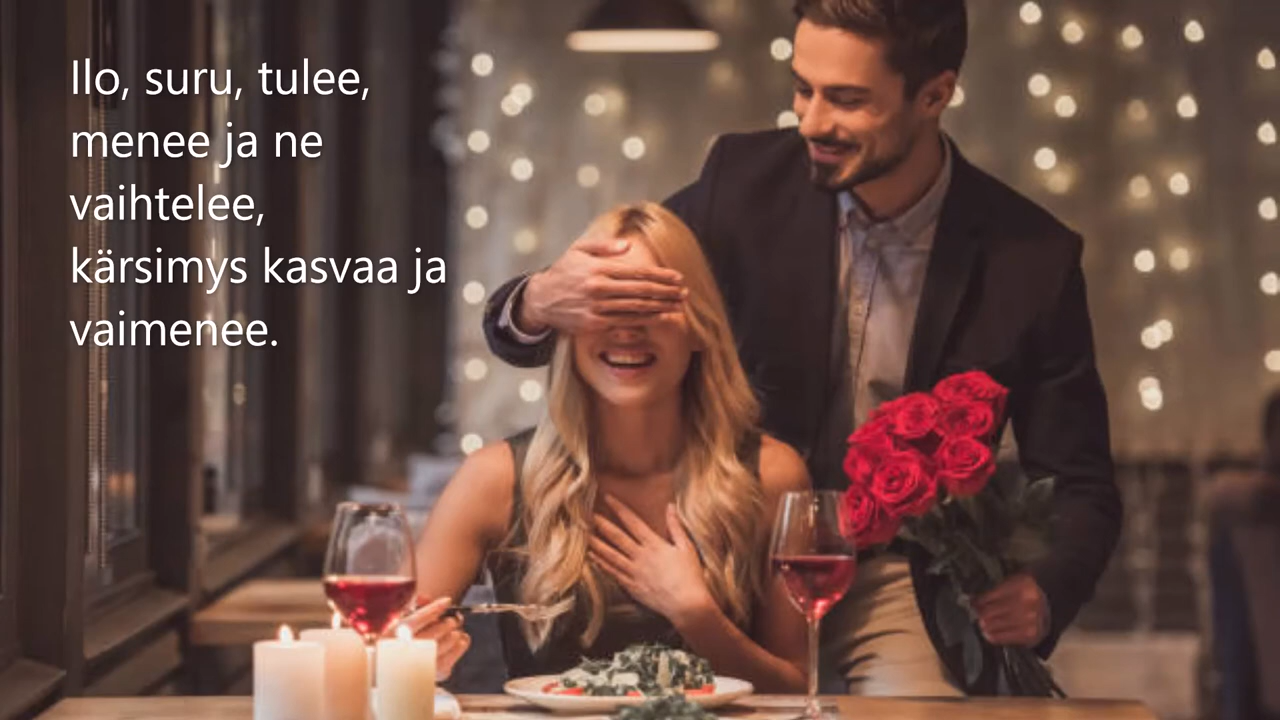 Ilo, suru, tulee,
menee ja ne
vaihtelee,
kärsimys kasvaa ja
vaimenee.